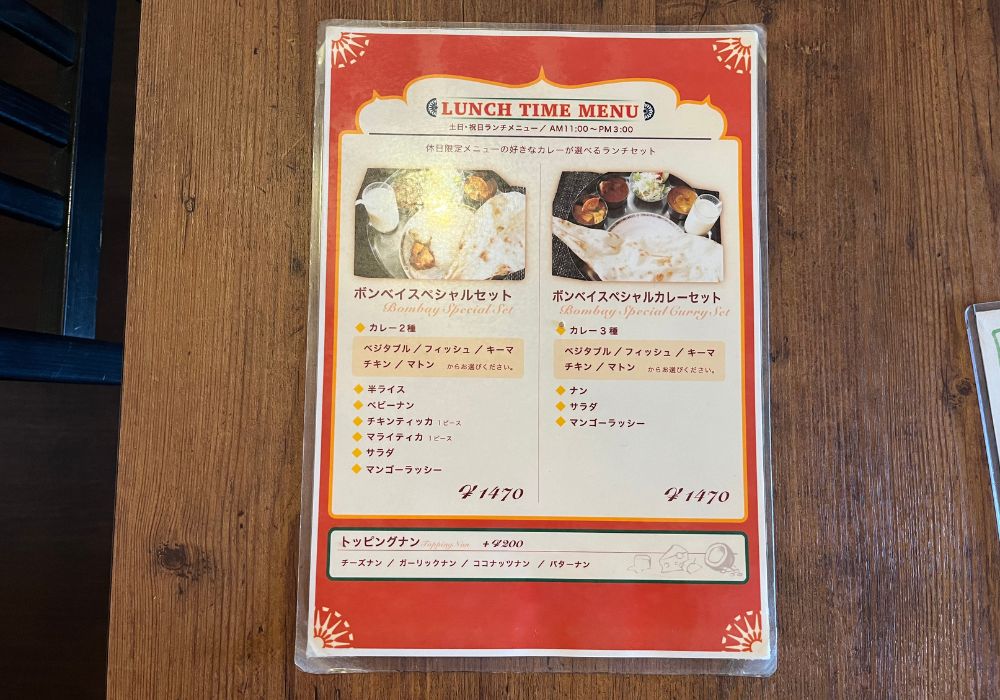 LUNCH TIME MENU
土日・祝日ランチメニュー / AM11:00〜PM3:00
休日限定メニューの好きなカレーが選べるランチセット
ボンベイスペシャルセット
Bombay Special Set
カレー2種
ベジタブル / フィッシュ / キーマ
チキン / マトン からお選びください。
半ライス
ベビーナン
チキンティッカ 1ピース
マライティカ 1ピース
サラダ
マンゴーラッシー
¥1470
ボンベイスペシャルカレーセット
Bombay Special Curry Set
カレー3種
ベジタブル / フィッシュ / キーマ
チキン / マトン からお選びください。
ナン
サラダ
マンゴーラッシー
¥1470
トッピングナン Topping Nan +¥200
チーズナン / ガーリックナン / ココナッツナン / バターナン